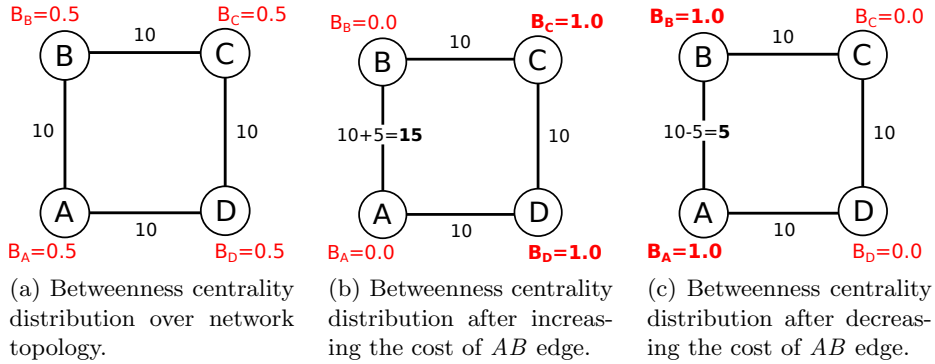 B_B=0.5
B_C=0.5
B
10
C
10
10
A
10
D
B_A=0.5
B_D=0.5
(a) Betweenness centrality
distribution over network
topology.
B_B=0.0
B_C=1.0
B
10
C
10+5=15
10
A
10
D
B_A=0.0
B_D=1.0
(b) Betweenness centrality
distribution after increas-
ing the cost of AB edge.
B_B=1.0
B_C=0.0
B
10
C
10-5=5
10
A
10
D
B_A=1.0
B_D=0.0
(c) Betweenness centrality
distribution after decreas-
ing the cost of AB edge.